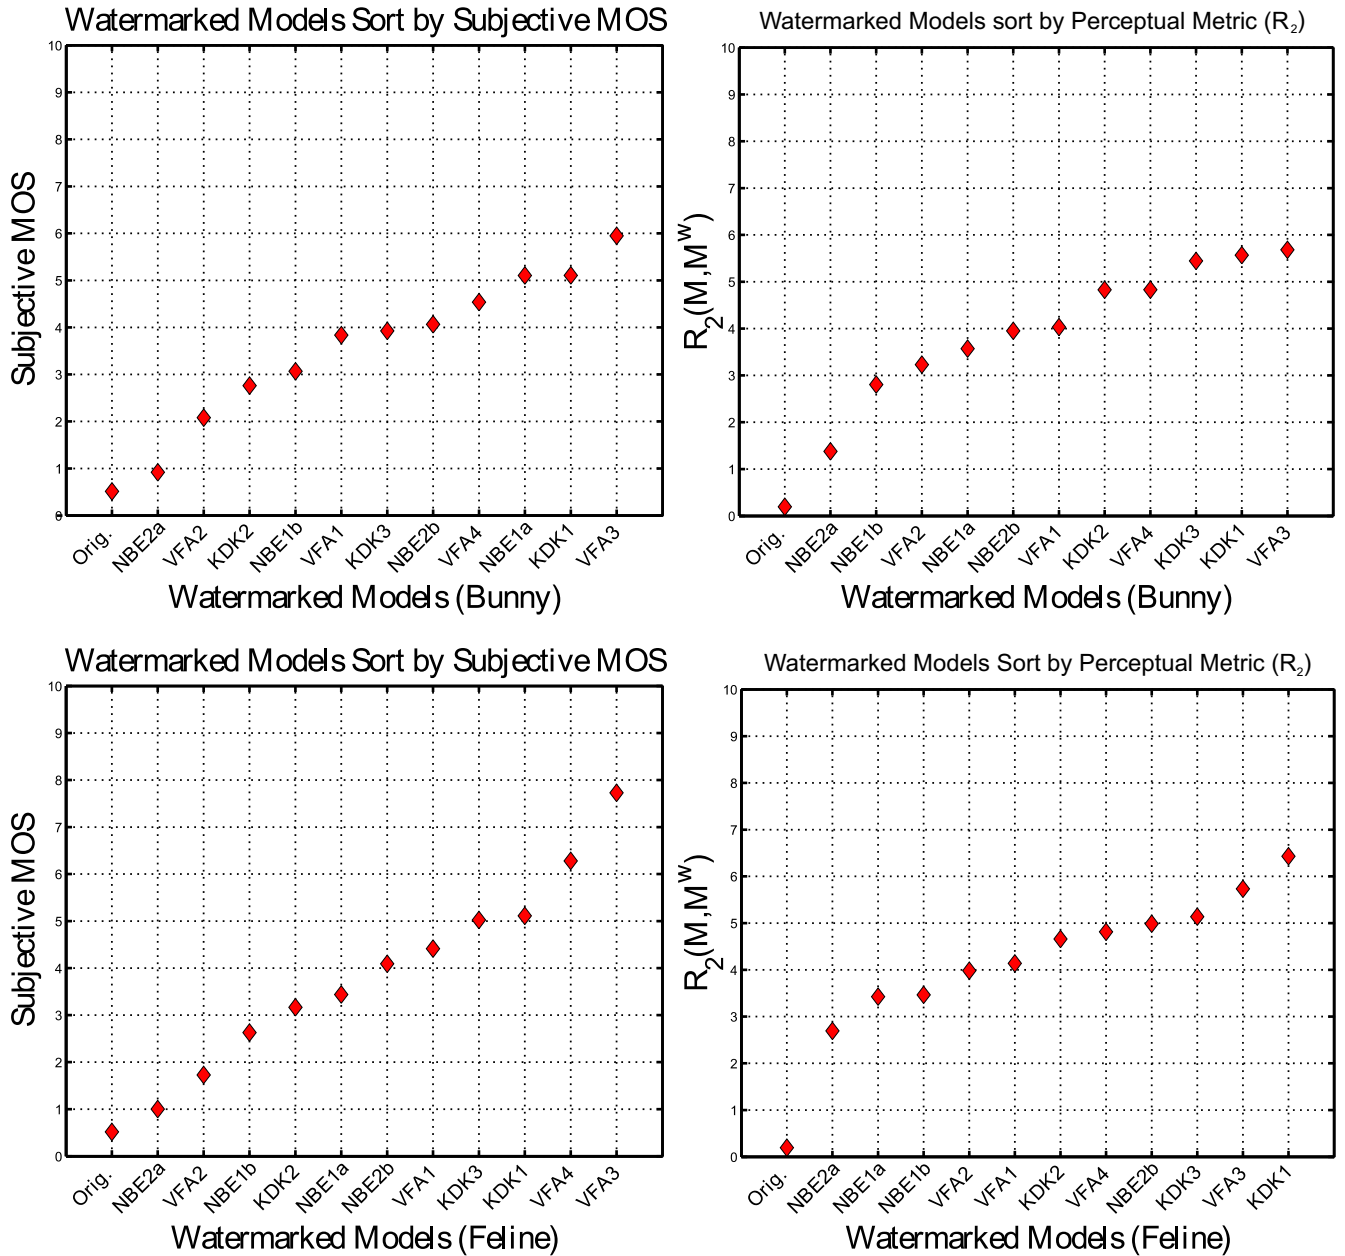 Watermarked Models Sort by Subjective MOS
10
9
8
7
6
5
4
3
2
1
0
Subjective MOS
Orig. NBE2a VFA2 KDK2 NBE1b VFA1 KDK3 NBE2b VFA4 NBE1a KDK1 VFA3
Watermarked Models (Bunny)
Watermarked Models sort by Perceptual Metric (R₂)
10
9
8
7
6
5
4
3
2
1
0
R₂(M,Mᵂ)
Orig. NBE2a NBE1b VFA2 NBE1a NBE2b VFA1 KDK2 VFA4 KDK3 KDK1 VFA3
Watermarked Models (Bunny)
Watermarked Models Sort by Subjective MOS
10
9
8
7
6
5
4
3
2
1
0
Subjective MOS
Orig. NBE2a VFA2 NBE1b KDK2 NBE1a NBE2b VFA1 KDK3 KDK1 VFA4 VFA3
Watermarked Models (Feline)
Watermarked Models Sort by Perceptual Metric (R₂)
10
9
8
7
6
5
4
3
2
1
0
R₂(M,Mᵂ)
Orig. NBE2a NBE1a NBE1b VFA2 VFA1 KDK2 VFA4 NBE2b KDK3 VFA3 KDK1
Watermarked Models (Feline)